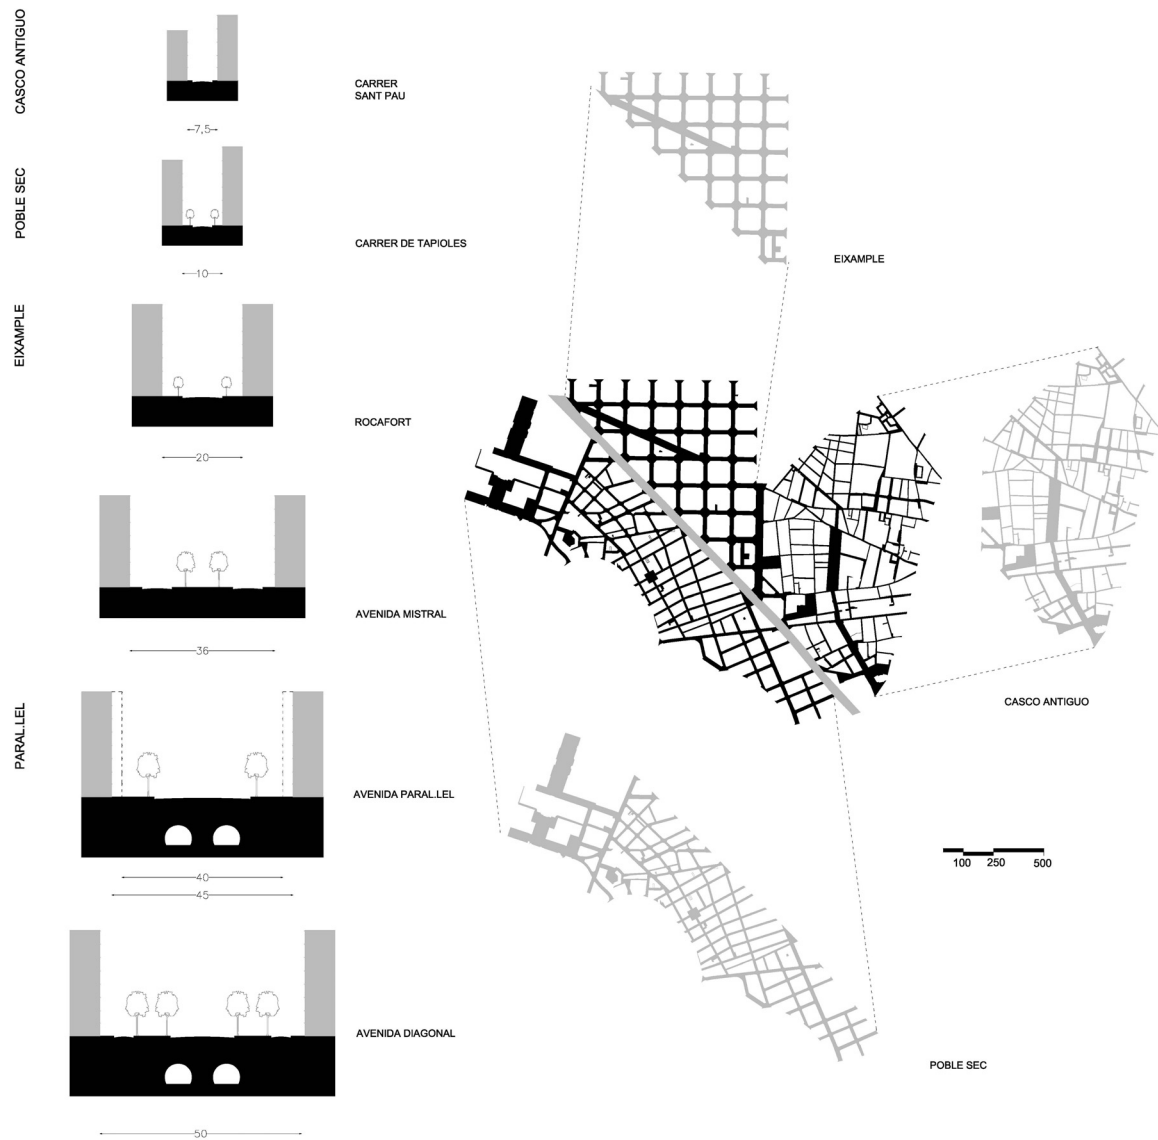 CASCO ANTIGUO
CARRER
SANT PAU
7,5
POBLE SEC
CARRER DE TAPIOLES
10
EIXAMPLE
ROCAFORT
20
AVENIDA MISTRAL
36
PARAL.LEL
AVENIDA PARAL.LEL
40
45
AVENIDA DIAGONAL
50
EIXAMPLE
CASCO ANTIGUO
100 250 500
POBLE SEC